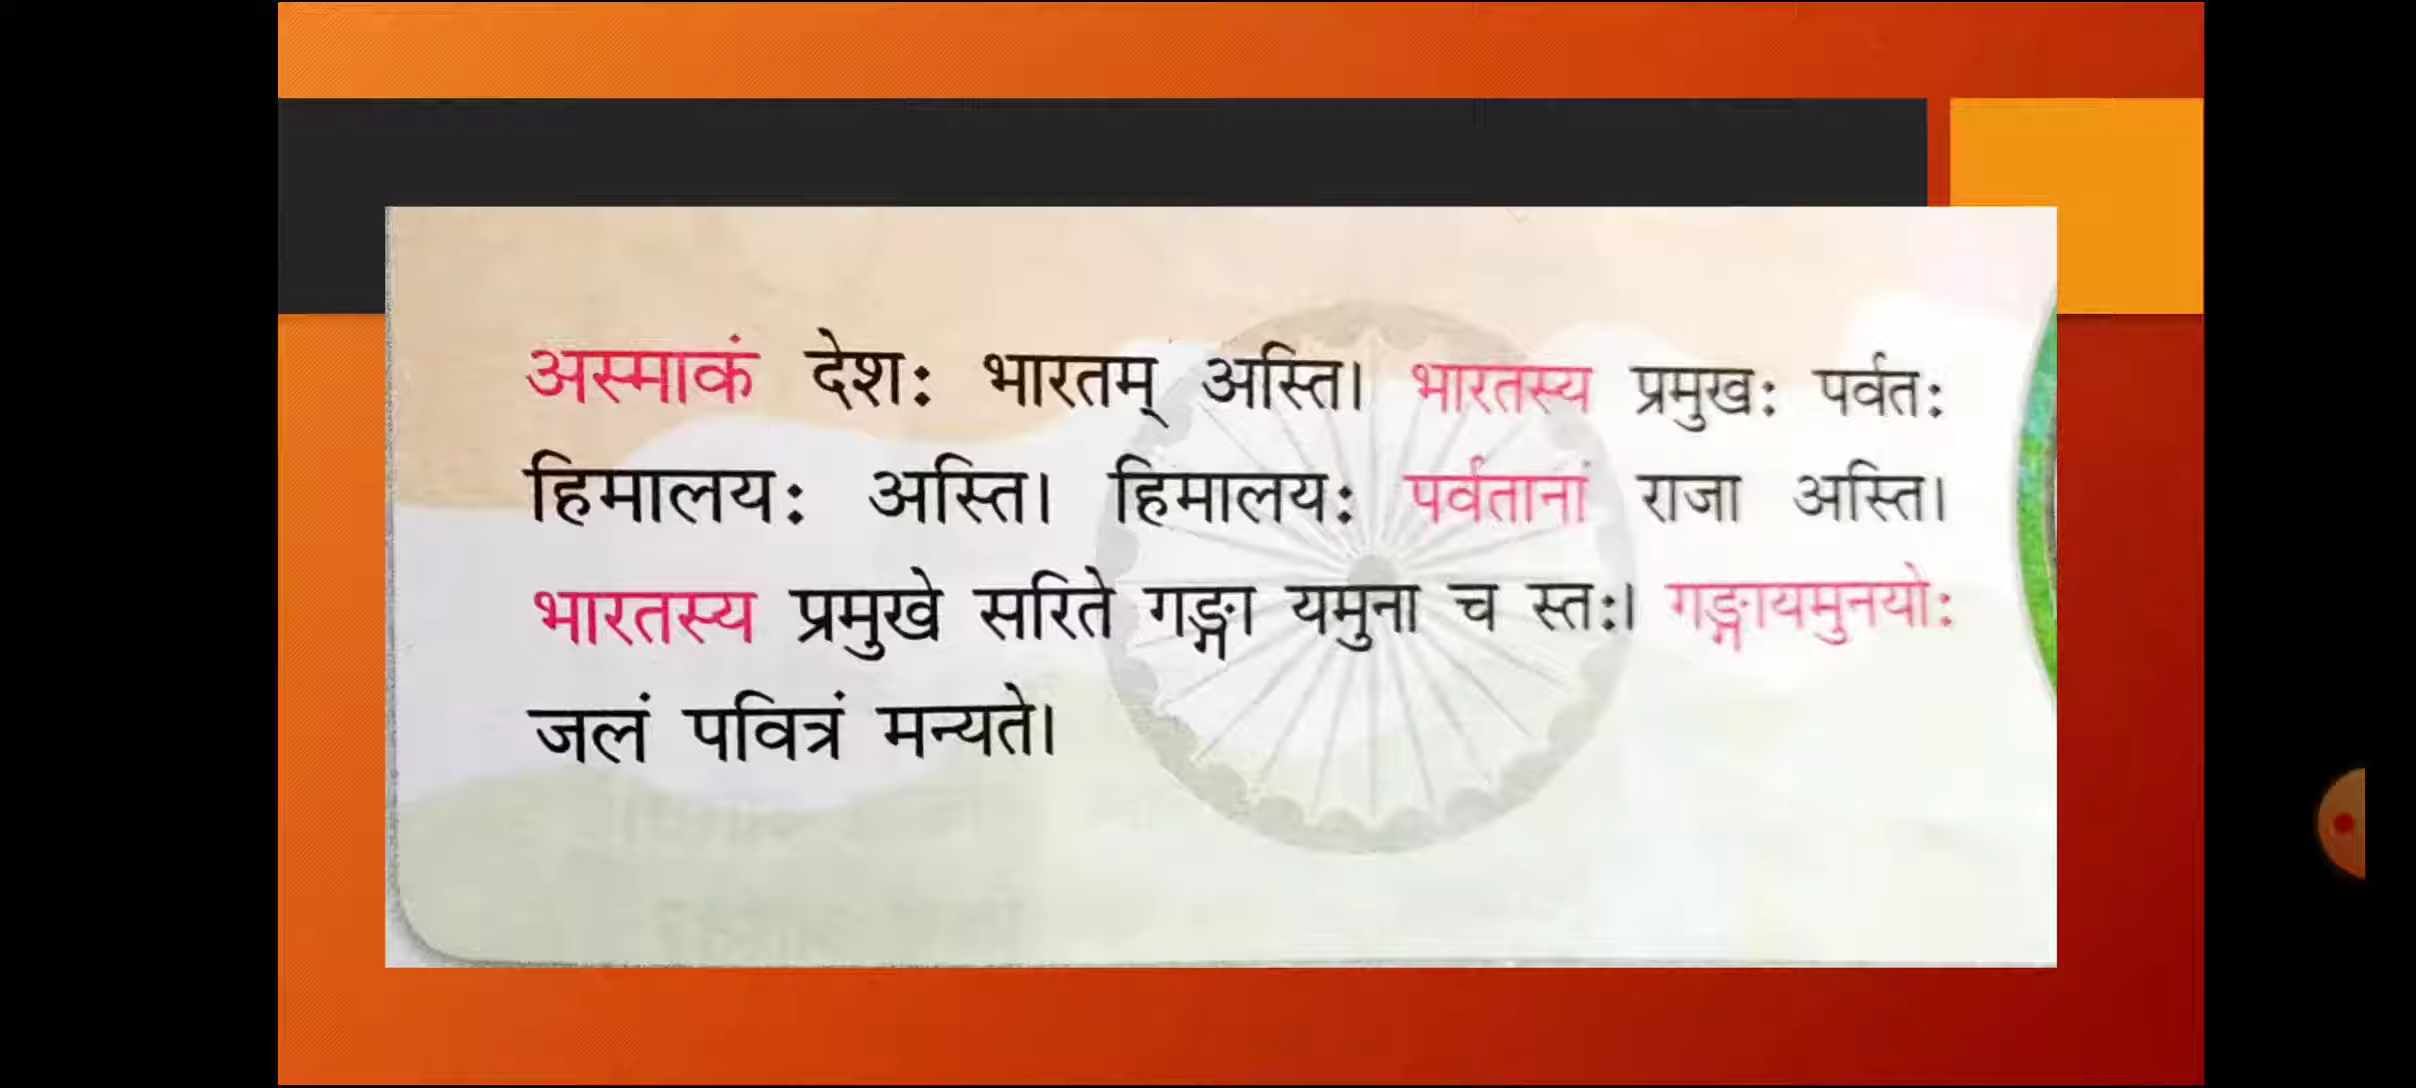 अस्माकं देशः भारतम् अस्ति। भारतस्य प्रमुखः पर्वतः
हिमालयः अस्ति। हिमालयः पर्वतानां राजा अस्ति।
भारतस्य प्रमुखे सरिते गङ्गा यमुना च स्तः। गङ्गायमुनयोः
जलं पवित्रं मन्यते।